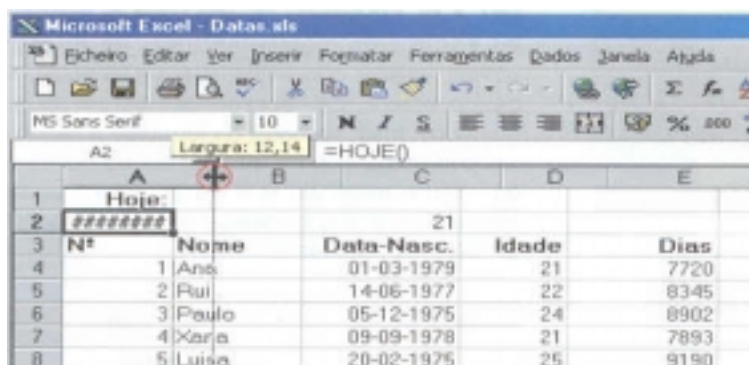 Microsoft Excel - Datas.xls
Ficheiro Editar Ver Inserir Formatar Ferramentas Dados Janela Ajuda
MS Sans Serif 10 N I S % 000
A2 Largura: 12,14 =HOJE()
A B C D E
1 Hoje:
2 ######## 21
3 Nº Nome Data-Nasc. Idade Dias
4 1 Ana 01-03-1979 21 7720
5 2 Rui 14-06-1977 22 8345
6 3 Paulo 05-12-1975 24 8902
7 4 Xana 09-09-1978 21 7893
8 5 Luisa 20-02-1975 25 9190